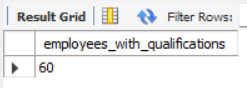 Result Grid Filter Rows:
employees_with_qualifications
60